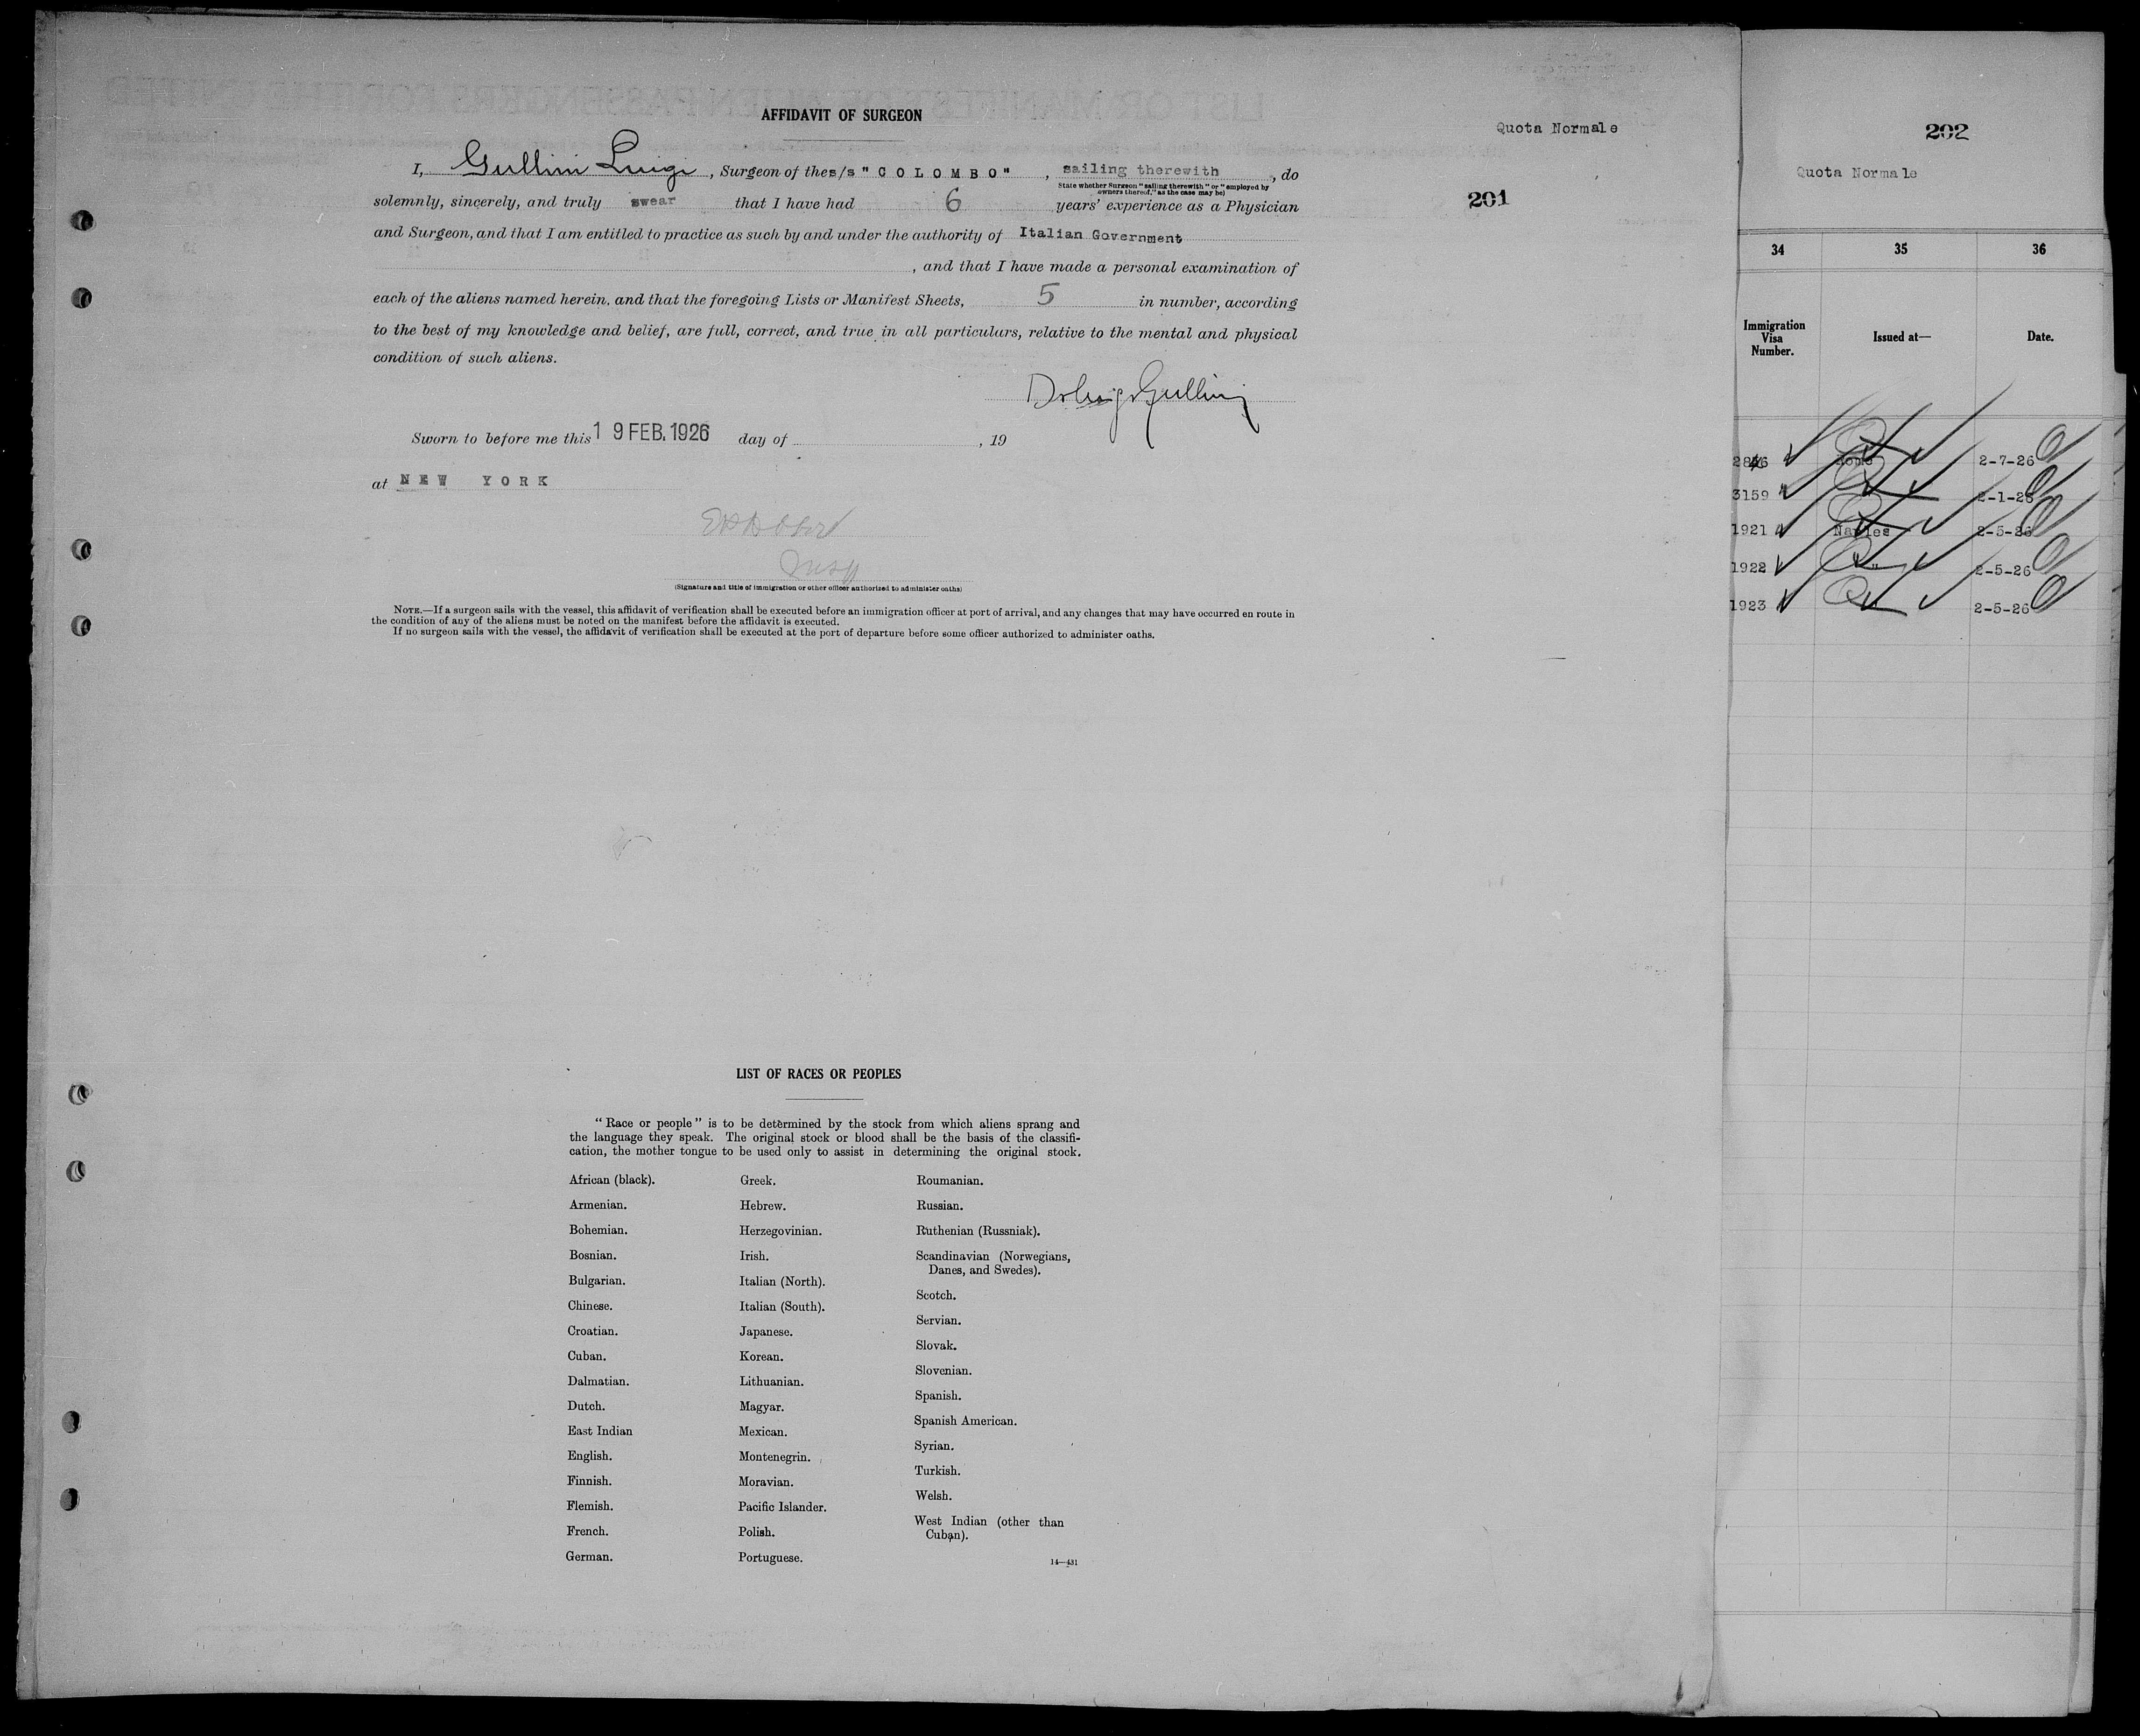 AFFIDAVIT OF SURGEON
Quota Normale
I, Gullini Luigi, Surgeon of the s/s "COLOMBO", sailing therewith, do
State whether Surgeon "sailing therewith" or "employed by
owners thereof," as the case may be)
solemnly, sincerely, and truly swear that I have had 6 years' experience as a Physician
201
and Surgeon, and that I am entitled to practice as such by and under the authority of Italian Government
, and that I have made a personal examination of
each of the aliens named herein, and that the foregoing Lists or Manifest Sheets, 5 in number, according
to the best of my knowledge and belief, are full, correct, and true in all particulars, relative to the mental and physical
condition of such aliens.
Gullini
Sworn to before me this 19 FEB. 1926 day of , 19
at NEW YORK
Insp
(Signature and title of immigration or other officer authorized to administer oaths)
NOTE.—If a surgeon sails with the vessel, this affidavit of verification shall be executed before an immigration officer at port of arrival, and any changes that may have occurred en route in
the condition of any of the aliens must be noted on the manifest before the affidavit is executed.
If no surgeon sails with the vessel, the affidavit of verification shall be executed at the port of departure before some officer authorized to administer oaths.
LIST OF RACES OR PEOPLES
"Race or people" is to be determined by the stock from which aliens sprang and
the language they speak. The original stock or blood shall be the basis of the classifi-
cation, the mother tongue to be used only to assist in determining the original stock.
African (black).
Armenian.
Bohemian.
Bosnian.
Bulgarian.
Chinese.
Croatian.
Cuban.
Dalmatian.
Dutch.
East Indian
English.
Finnish.
Flemish.
French.
German.
Greek.
Hebrew.
Herzegovinian.
Irish.
Italian (North).
Italian (South).
Japanese.
Korean.
Lithuanian.
Magyar.
Mexican.
Montenegrin.
Moravian.
Pacific Islander.
Polish.
Portuguese.
Roumanian.
Russian.
Ruthenian (Russniak).
Scandinavian (Norwegians,
Danes, and Swedes).
Scotch.
Servian.
Slovak.
Slovenian.
Spanish.
Spanish American.
Syrian.
Turkish.
Welsh.
West Indian (other than
Cuban).
14—431
202
Quota Normale
34 35 36
Immigration
Visa
Number.
Issued at—
Date.
Rome 2-7-26
3159 2-1-26
1921 Naples 2-5-26
1922 " 2-5-26
1923 2-5-26